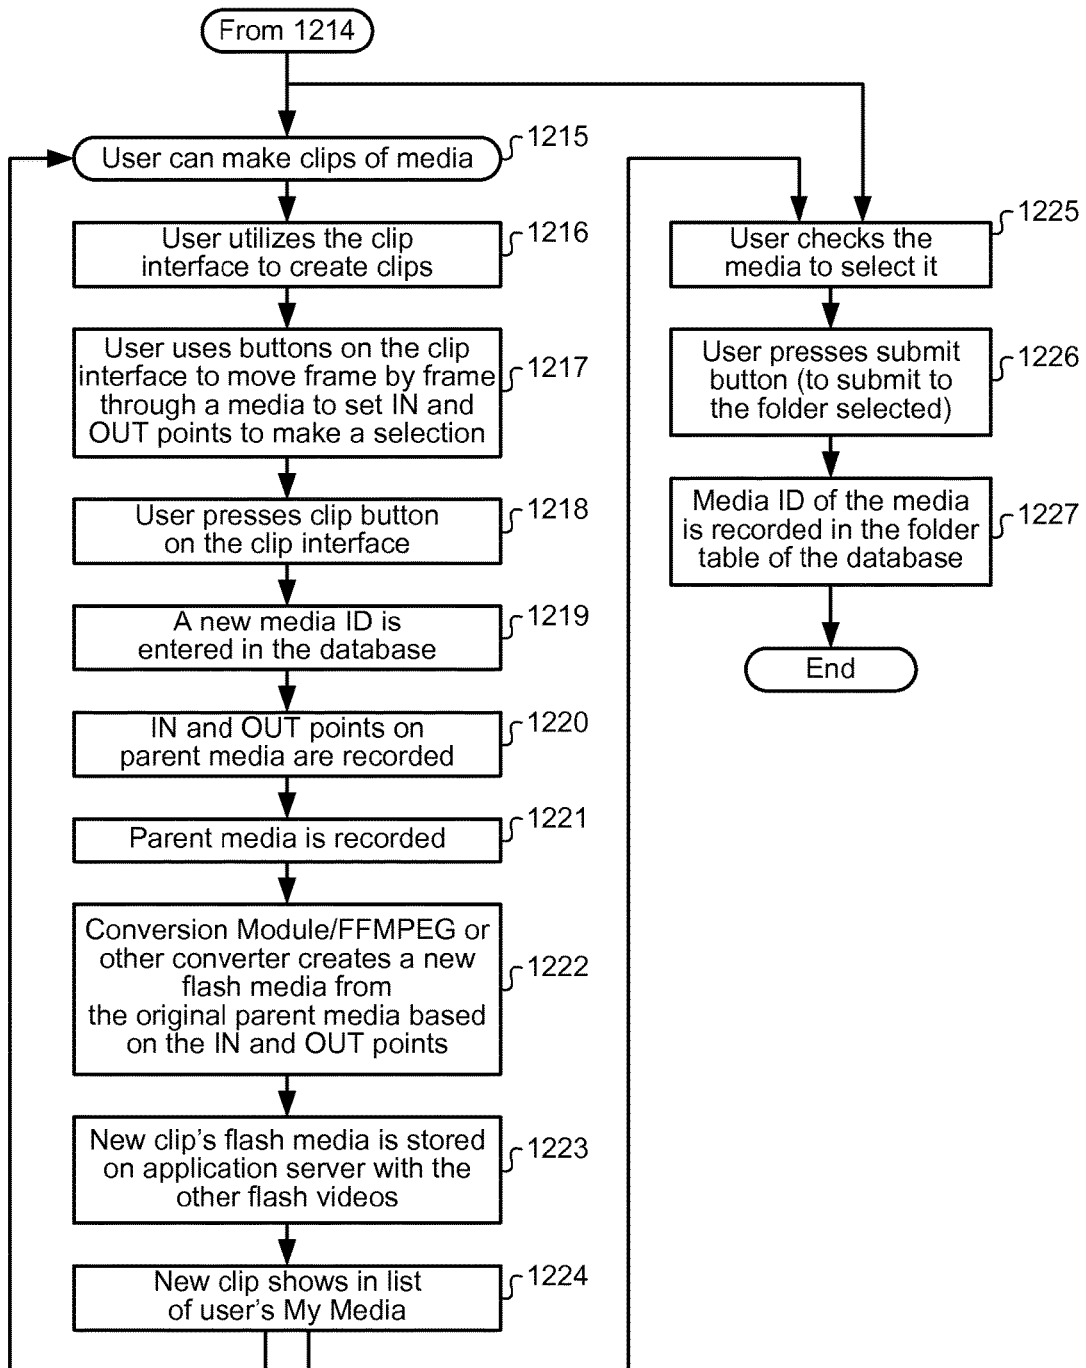 From 1214
User can make clips of media
1215
User utilizes the clip
interface to create clips
1216
User uses buttons on the clip
interface to move frame by frame
through a media to set IN and
OUT points to make a selection
1217
User presses clip button
on the clip interface
1218
A new media ID is
entered in the database
1219
IN and OUT points on
parent media are recorded
1220
Parent media is recorded
1221
Conversion Module/FFMPEG or
other converter creates a new
flash media from
the original parent media based
on the IN and OUT points
1222
New clip's flash media is stored
on application server with the
other flash videos
1223
New clip shows in list
of user's My Media
1224
User checks the
media to select it
1225
User presses submit
button (to submit to
the folder selected)
1226
Media ID of the media
is recorded in the folder
table of the database
1227
End